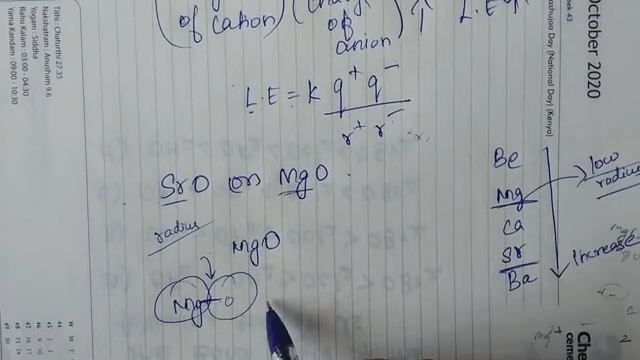 of cation) (charge of anion) ↑ L.E ↑
L.E = K q⁺ q⁻
r⁺ r⁻
SrO or MgO
radius
MgO
Mg O
Be
Mg
Ca
Sr
Ba
low radius
increase
October 2020
Week 43
Day (National Day) (Kenya)
Tithi : Chaturthi 27.35
Nakshatram : Anusham 9.6
Yogam : Siddha
Rahu Kalam : 03:00 - 04:30
Yama Kandam : 09:00 - 10:30
cement